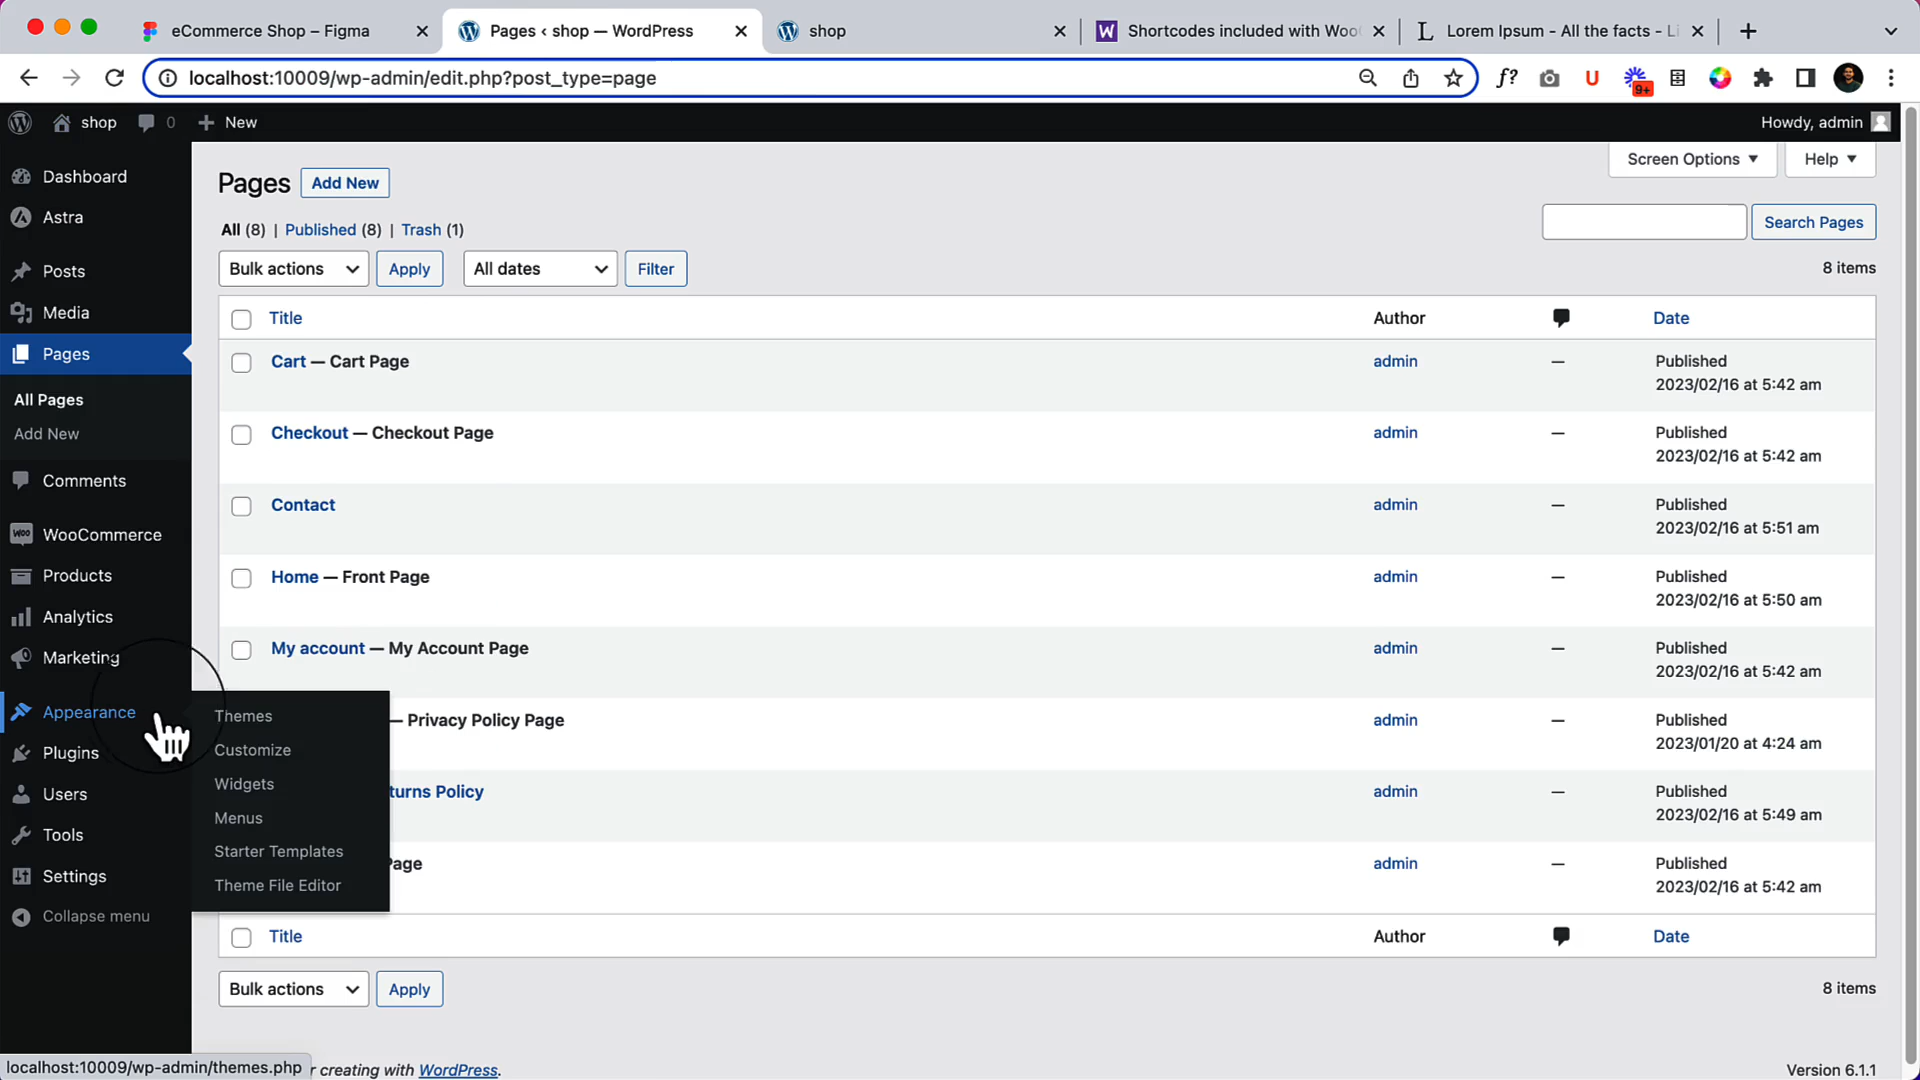 eCommerce Shop – Figma
Pages ‹ shop — WordPress
shop
Shortcodes included with Woo
Lorem Ipsum - All the facts - Li
localhost:10009/wp-admin/edit.php?post_type=page
f?
U
9+
shop
0
New
Howdy, admin
Screen Options
Help
Dashboard
Astra
Posts
Media
Pages
All Pages
Add New
Comments
WooCommerce
Products
Analytics
Marketing
Appearance
Plugins
Users
Tools
Settings
Collapse menu
Themes
Customize
Widgets
Menus
Starter Templates
Theme File Editor
Pages Add New
All (8) | Published (8) | Trash (1)
Search Pages
Bulk actions Apply All dates Filter
8 items
Title Author Date
Cart — Cart Page admin — Published
2023/02/16 at 5:42 am
Checkout — Checkout Page admin — Published
2023/02/16 at 5:42 am
Contact admin — Published
2023/02/16 at 5:51 am
Home — Front Page admin — Published
2023/02/16 at 5:50 am
My account — My Account Page admin — Published
2023/02/16 at 5:42 am
— Privacy Policy Page admin — Published
2023/01/20 at 4:24 am
turns Policy admin — Published
2023/02/16 at 5:49 am
Page admin — Published
2023/02/16 at 5:42 am
Title Author Date
Bulk actions Apply
8 items
localhost:10009/wp-admin/themes.php
r creating with WordPress.
Version 6.1.1